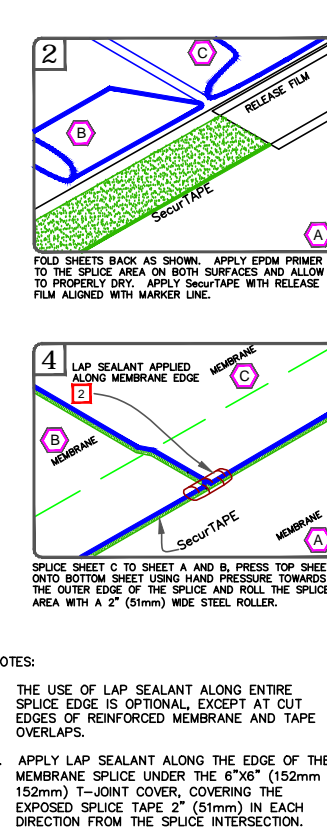 2
C
RELEASE FILM
B
SecurTAPE
A
FOLD SHEETS BACK AS SHOWN. APPLY EPDM PRIMER
TO THE SPLICE AREA ON BOTH SURFACES AND ALLOW
TO PROPERLY DRY. APPLY SecurTAPE WITH RELEASE
FILM ALIGNED WITH MARKER LINE.
4
LAP SEALANT APPLIED
ALONG MEMBRANE EDGE
2
MEMBRANE
C
B
MEMBRANE
SecurTAPE
MEMBRANE
A
SPLICE SHEET C TO SHEET A AND B, PRESS TOP SHEE
ONTO BOTTOM SHEET USING HAND PRESSURE TOWARDS
THE OUTER EDGE OF THE SPLICE AND ROLL THE SPLICE
AREA WITH A 2" (51mm) WIDE STEEL ROLLER.
OTES:
THE USE OF LAP SEALANT ALONG ENTIRE
SPLICE EDGE IS OPTIONAL, EXCEPT AT CUT
EDGES OF REINFORCED MEMBRANE AND TAPE
OVERLAPS.
. APPLY LAP SEALANT ALONG THE EDGE OF THE
MEMBRANE SPLICE UNDER THE 6"X6" (152mm
152mm) T-JOINT COVER, COVERING THE
EXPOSED SPLICE TAPE 2" (51mm) IN EACH
DIRECTION FROM THE SPLICE INTERSECTION.